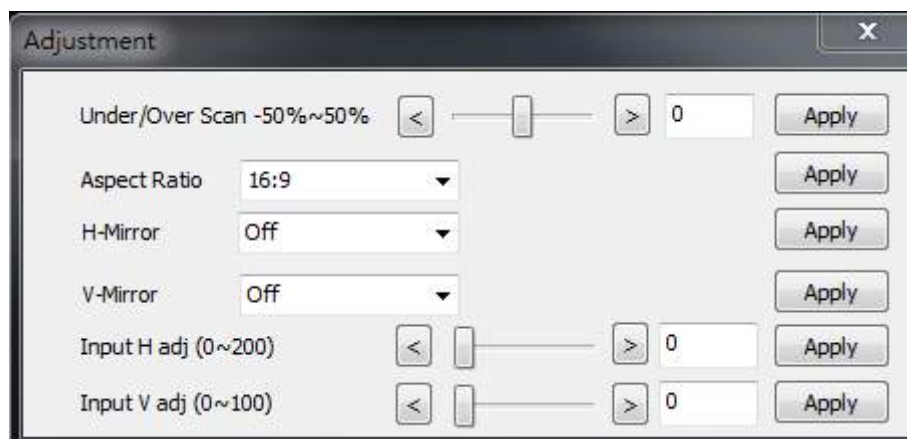 Adjustment x
Under/Over Scan -50%~50% < > 0 Apply
Aspect Ratio 16:9 Apply
H-Mirror Off Apply
V-Mirror Off Apply
Input H adj (0~200) < > 0 Apply
Input V adj (0~100) < > 0 Apply